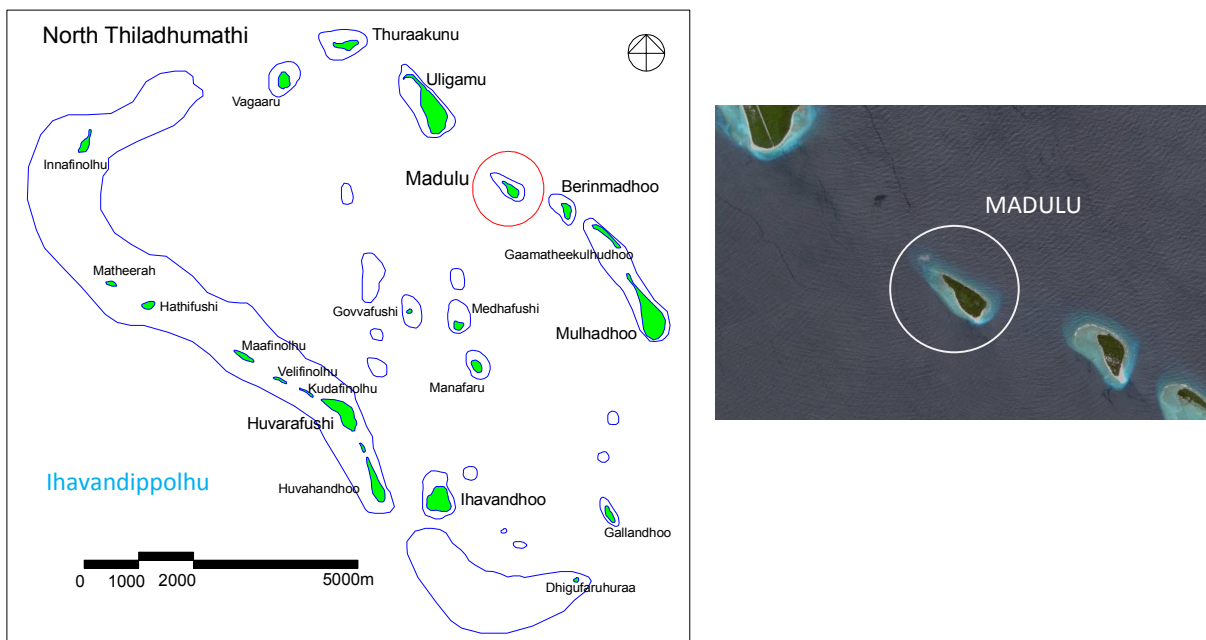 North Thiladhumathi
Thuraakunu
Vagaaru
Uligamu
Innafinolhu
Madulu
Berinmadhoo
Gaamatheekulhudhoo
Matheerah
Hathifushi
Govvafushi
Medhafushi
Mulhadhoo
Maafinolhu
Velifinolhu
Kudafinolhu
Manafaru
Huvarafushi
Ihavandippolhu
Huvahandhoo
Ihavandhoo
Gallandhoo
0 1000 2000 5000m
Dhigufaruhuraa
MADULU